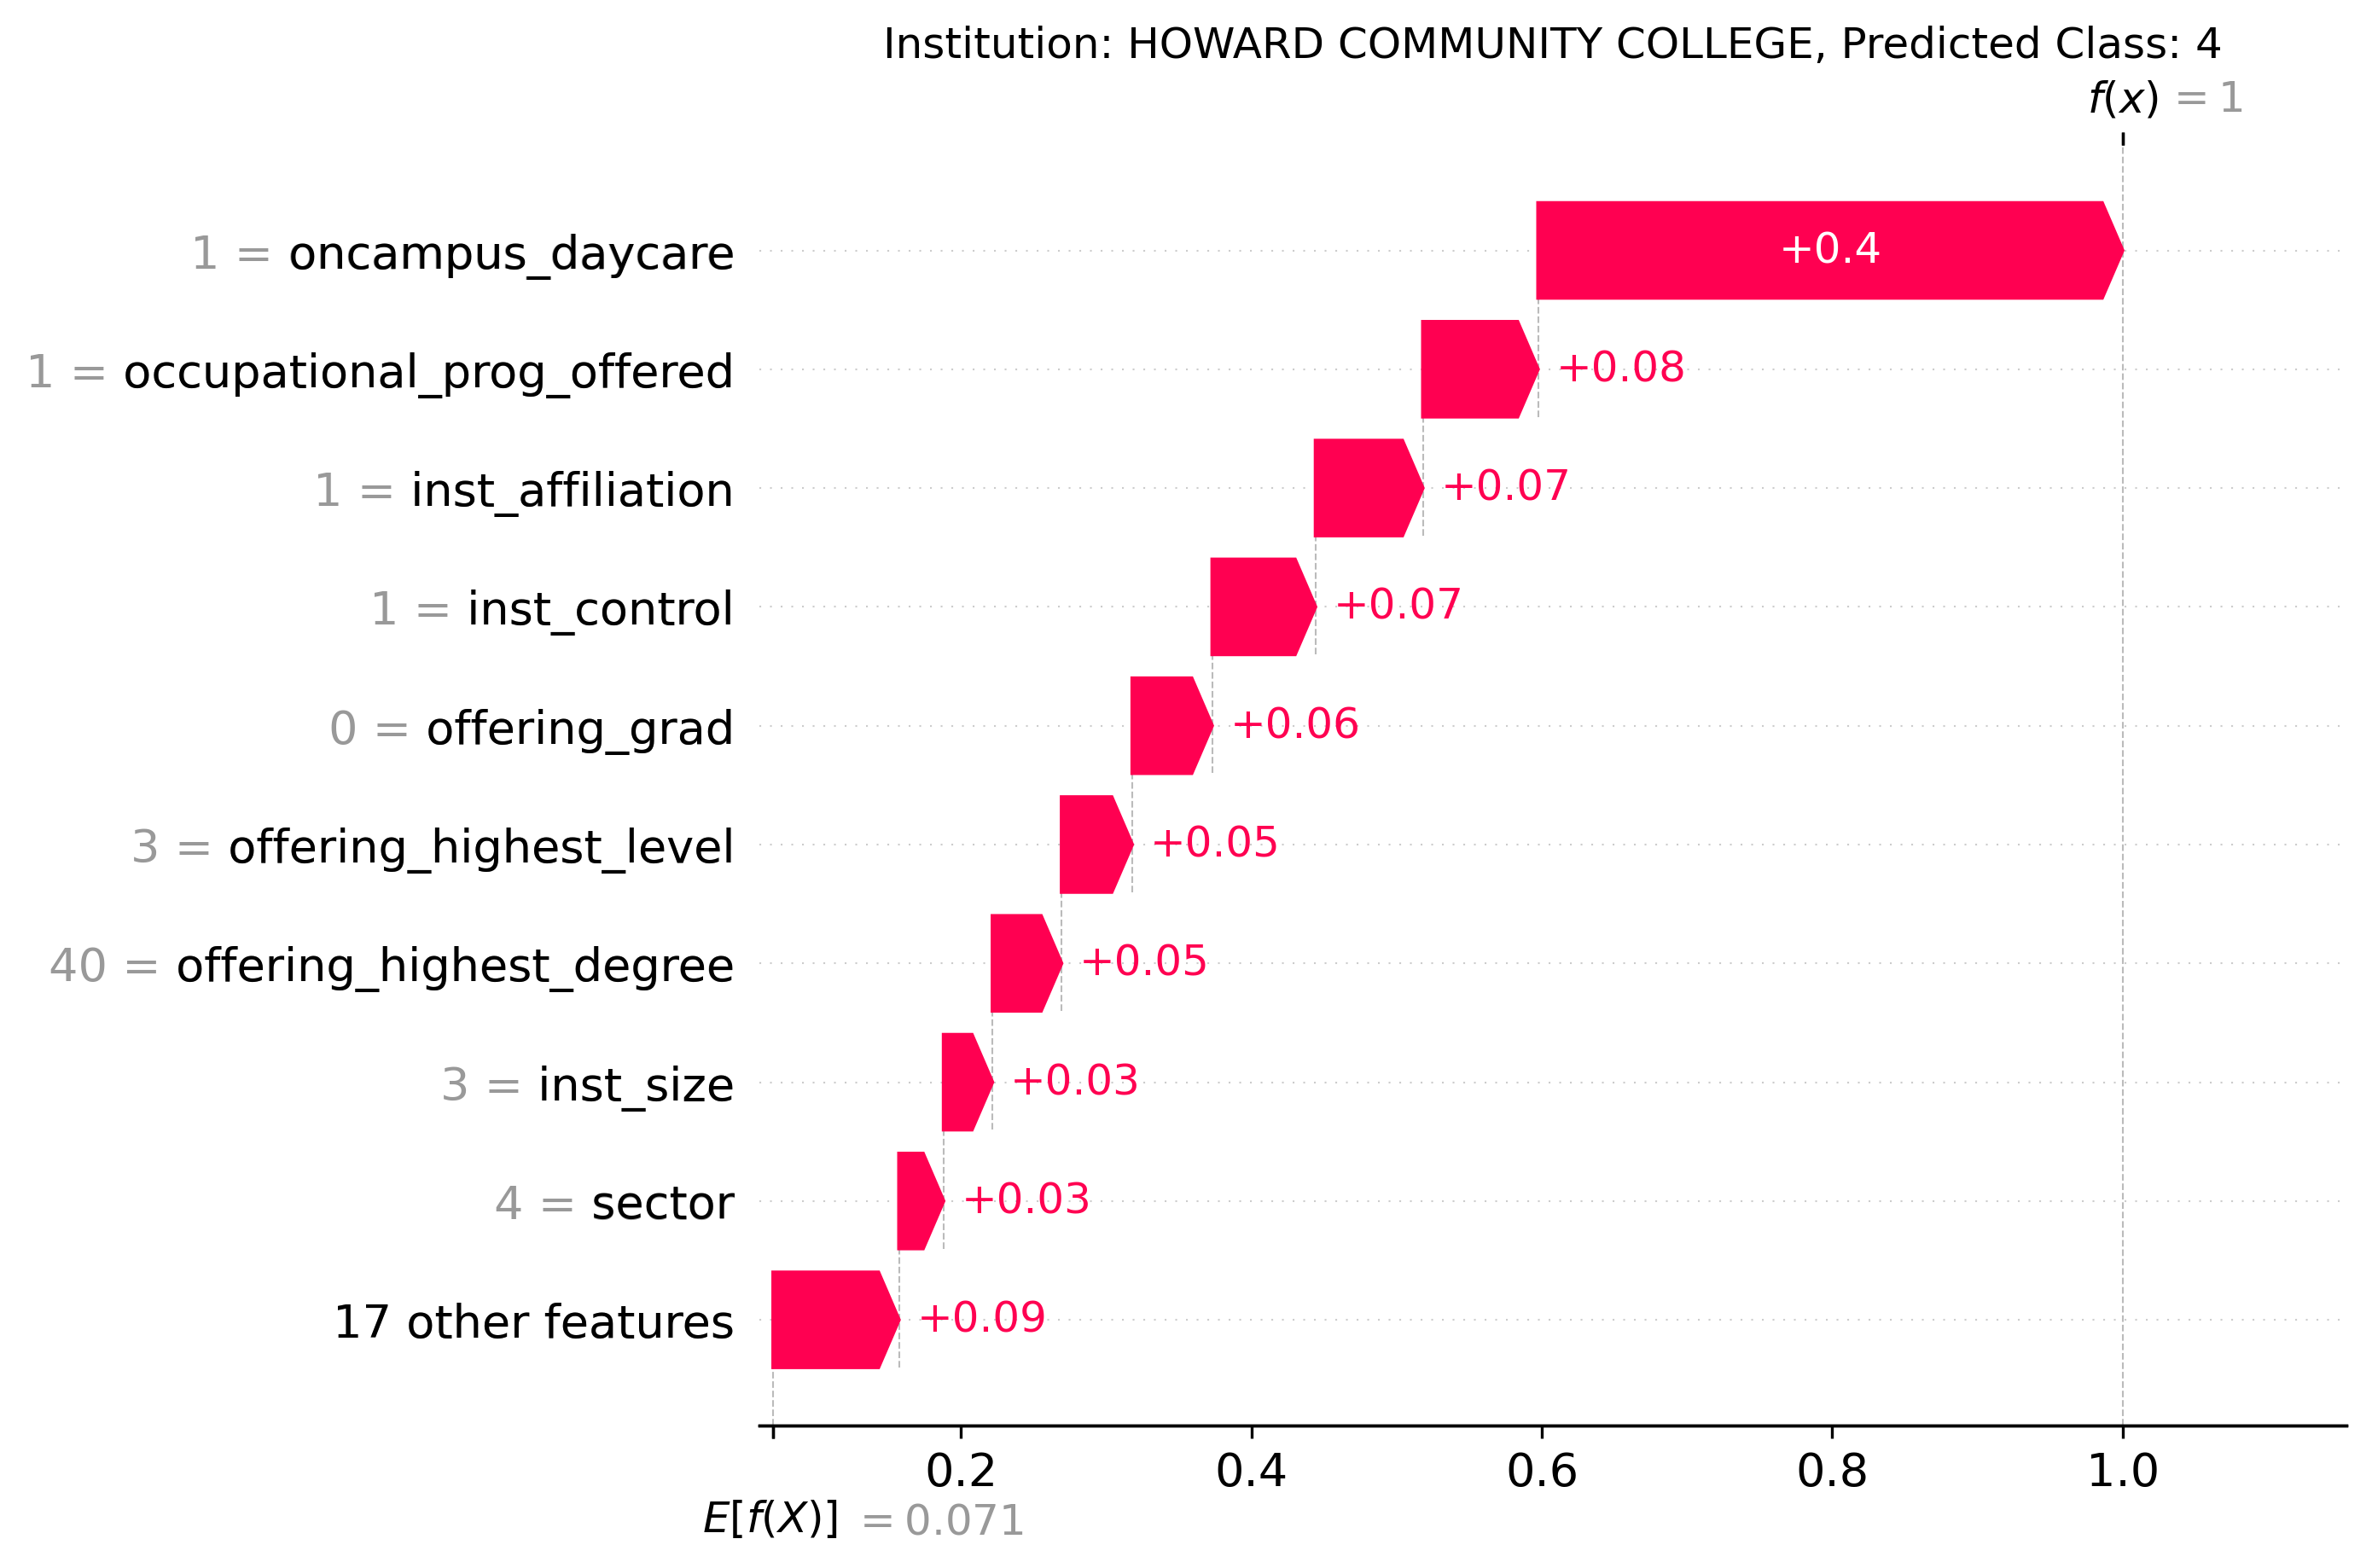 Institution: HOWARD COMMUNITY COLLEGE, Predicted Class: 4
f(x) = 1
1 = oncampus_daycare
+0.4
1 = occupational_prog_offered
+0.08
1 = inst_affiliation
+0.07
1 = inst_control
+0.07
0 = offering_grad
+0.06
3 = offering_highest_level
+0.05
40 = offering_highest_degree
+0.05
3 = inst_size
+0.03
4 = sector
+0.03
17 other features
+0.09
0.2 0.4 0.6 0.8 1.0
E[f(X)] = 0.071